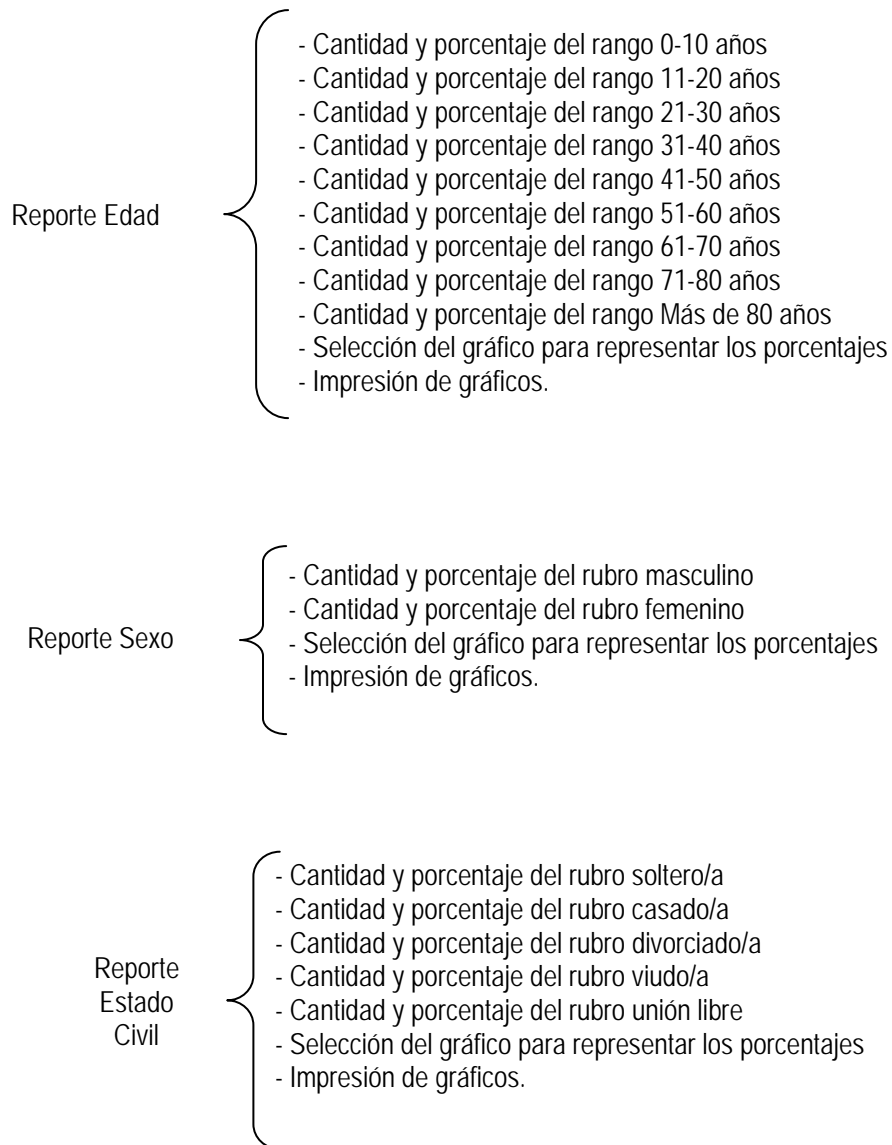 Reporte Edad
- Cantidad y porcentaje del rango 0-10 años
- Cantidad y porcentaje del rango 11-20 años
- Cantidad y porcentaje del rango 21-30 años
- Cantidad y porcentaje del rango 31-40 años
- Cantidad y porcentaje del rango 41-50 años
- Cantidad y porcentaje del rango 51-60 años
- Cantidad y porcentaje del rango 61-70 años
- Cantidad y porcentaje del rango 71-80 años
- Cantidad y porcentaje del rango Más de 80 años
- Selección del gráfico para representar los porcentajes
- Impresión de gráficos.
Reporte Sexo
- Cantidad y porcentaje del rubro masculino
- Cantidad y porcentaje del rubro femenino
- Selección del gráfico para representar los porcentajes
- Impresión de gráficos.
Reporte
Estado
Civil
- Cantidad y porcentaje del rubro soltero/a
- Cantidad y porcentaje del rubro casado/a
- Cantidad y porcentaje del rubro divorciado/a
- Cantidad y porcentaje del rubro viudo/a
- Cantidad y porcentaje del rubro unión libre
- Selección del gráfico para representar los porcentajes
- Impresión de gráficos.